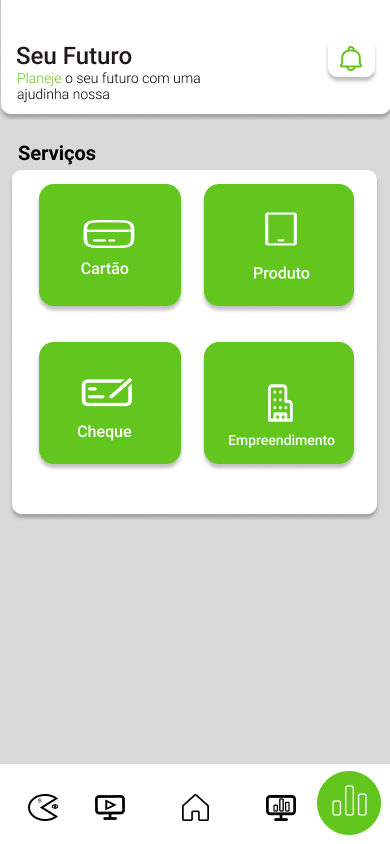 Seu Futuro
Planeje o seu futuro com uma
ajudinha nossa
Serviços
Cartão
Produto
Cheque
Empreendimento